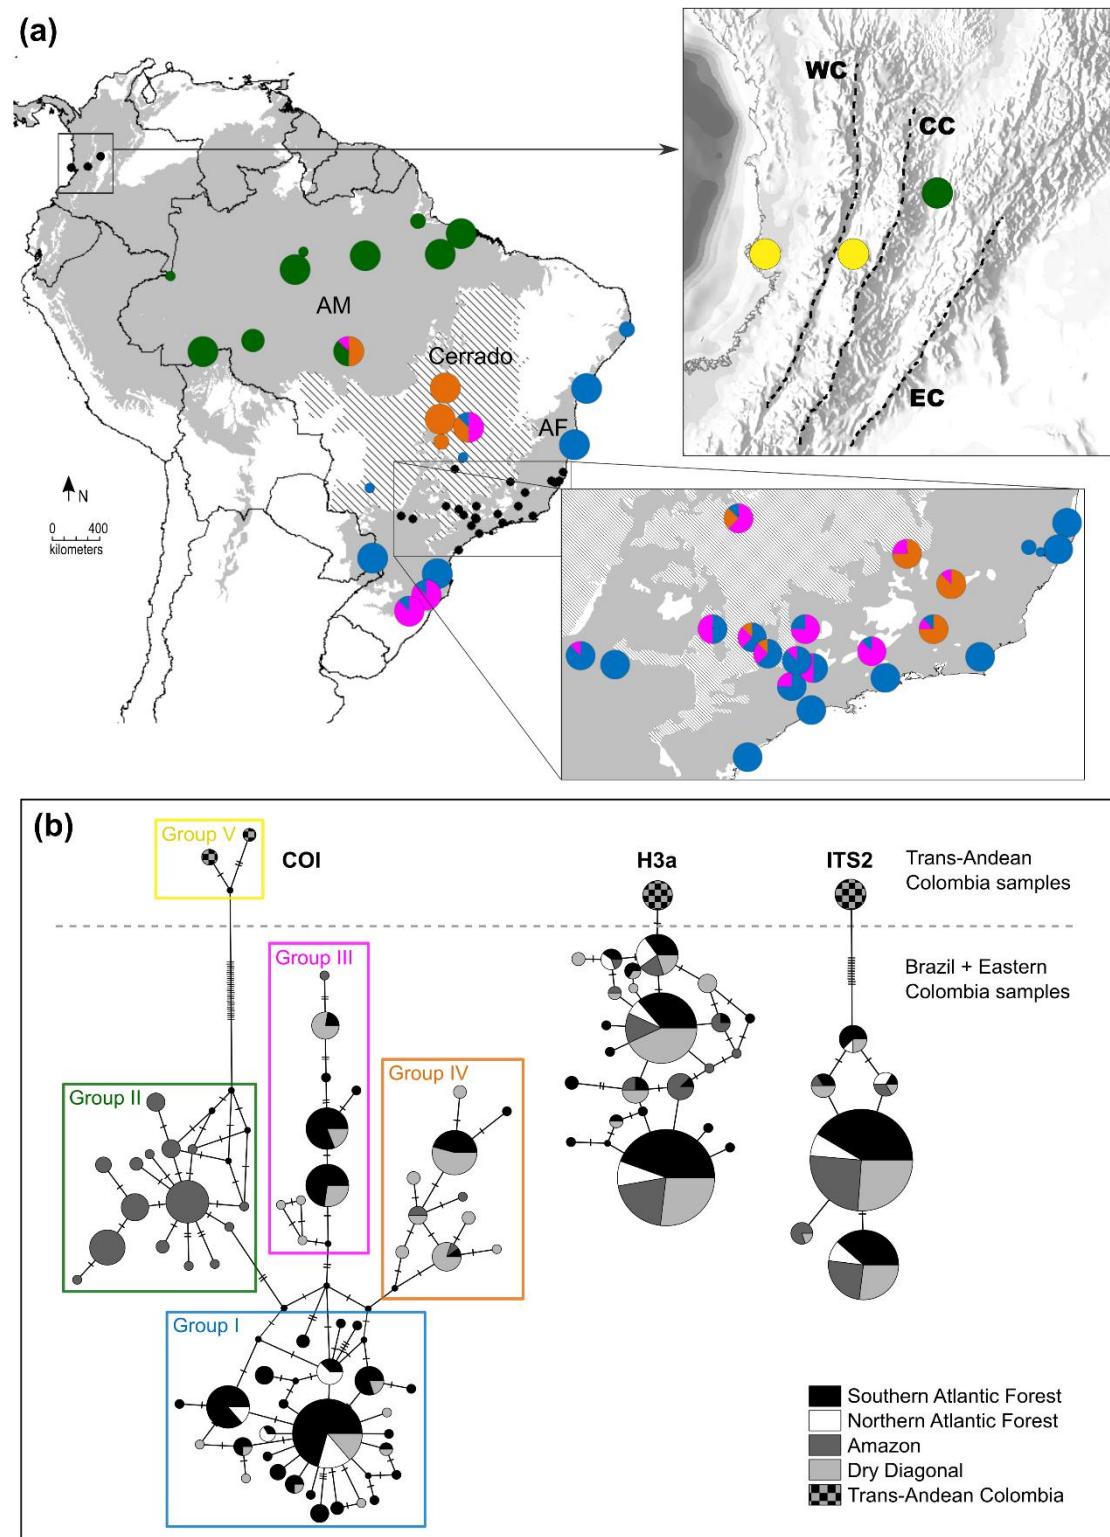 (a)
WC
CC
EC
AM
Cerrado
AF
N
0 400
kilometers
(b)
Group V
COI
H3a
ITS2
Trans-Andean
Colombia samples
Group III
Brazil + Eastern
Colombia samples
Group II
Group IV
Group I
Southern Atlantic Forest
Northern Atlantic Forest
Amazon
Dry Diagonal
Trans-Andean Colombia